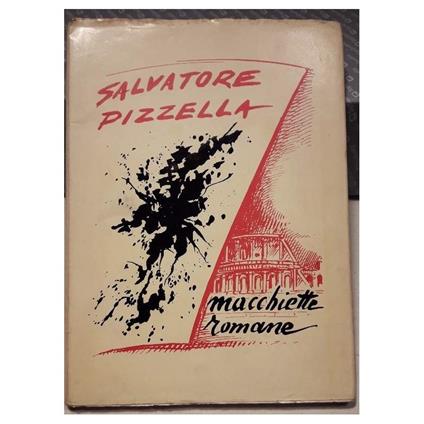 SALVATORE
PIZZELLA
macchiette
romane